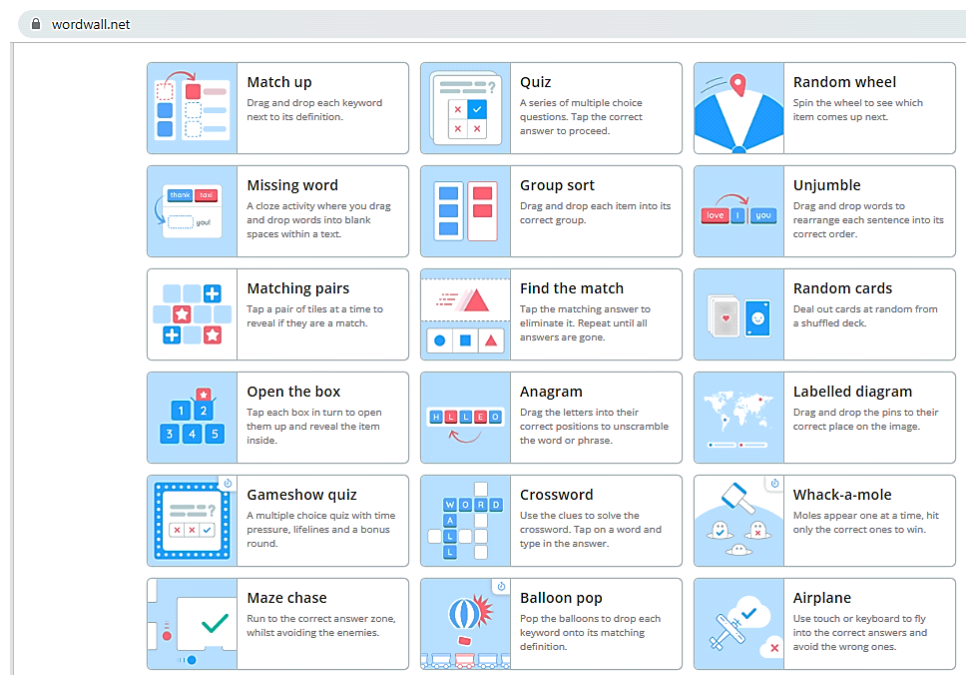 wordwall.net
Match up
Drag and drop each keyword
next to its definition.
Quiz
A series of multiple choice
questions. Tap the correct
answer to proceed.
Random wheel
Spin the wheel to see which
item comes up next.
?
thank taxi
you!
Missing word
A cloze activity where you drag
and drop words into blank
spaces within a text.
Group sort
Drag and drop each item into its
correct group.
love I you
Unjumble
Drag and drop words to
rearrange each sentence into its
correct order.
Matching pairs
Tap a pair of tiles at a time to
reveal if they are a match.
Find the match
Tap the matching answer to
eliminate it. Repeat until all
answers are gone.
Random cards
Deal out cards at random from
a shuffled deck.
1 2
3 4 5
Open the box
Tap each box in turn to open
them up and reveal the item
inside.
H L L E O
Anagram
Drag the letters into their
correct positions to unscramble
the word or phrase.
Labelled diagram
Drag and drop the pins to their
correct place on the image.
?
Gameshow quiz
A multiple choice quiz with time
pressure, lifelines and a bonus
round.
W O R D
A
L
L
Crossword
Use the clues to solve the
crossword. Tap on a word and
type in the answer.
Whack-a-mole
Moles appear one at a time, hit
only the correct ones to win.
Maze chase
Run to the correct answer zone,
whilst avoiding the enemies.
Balloon pop
Pop the balloons to drop each
keyword onto its matching
definition.
Airplane
Use touch or keyboard to fly
into the correct answers and
avoid the wrong ones.